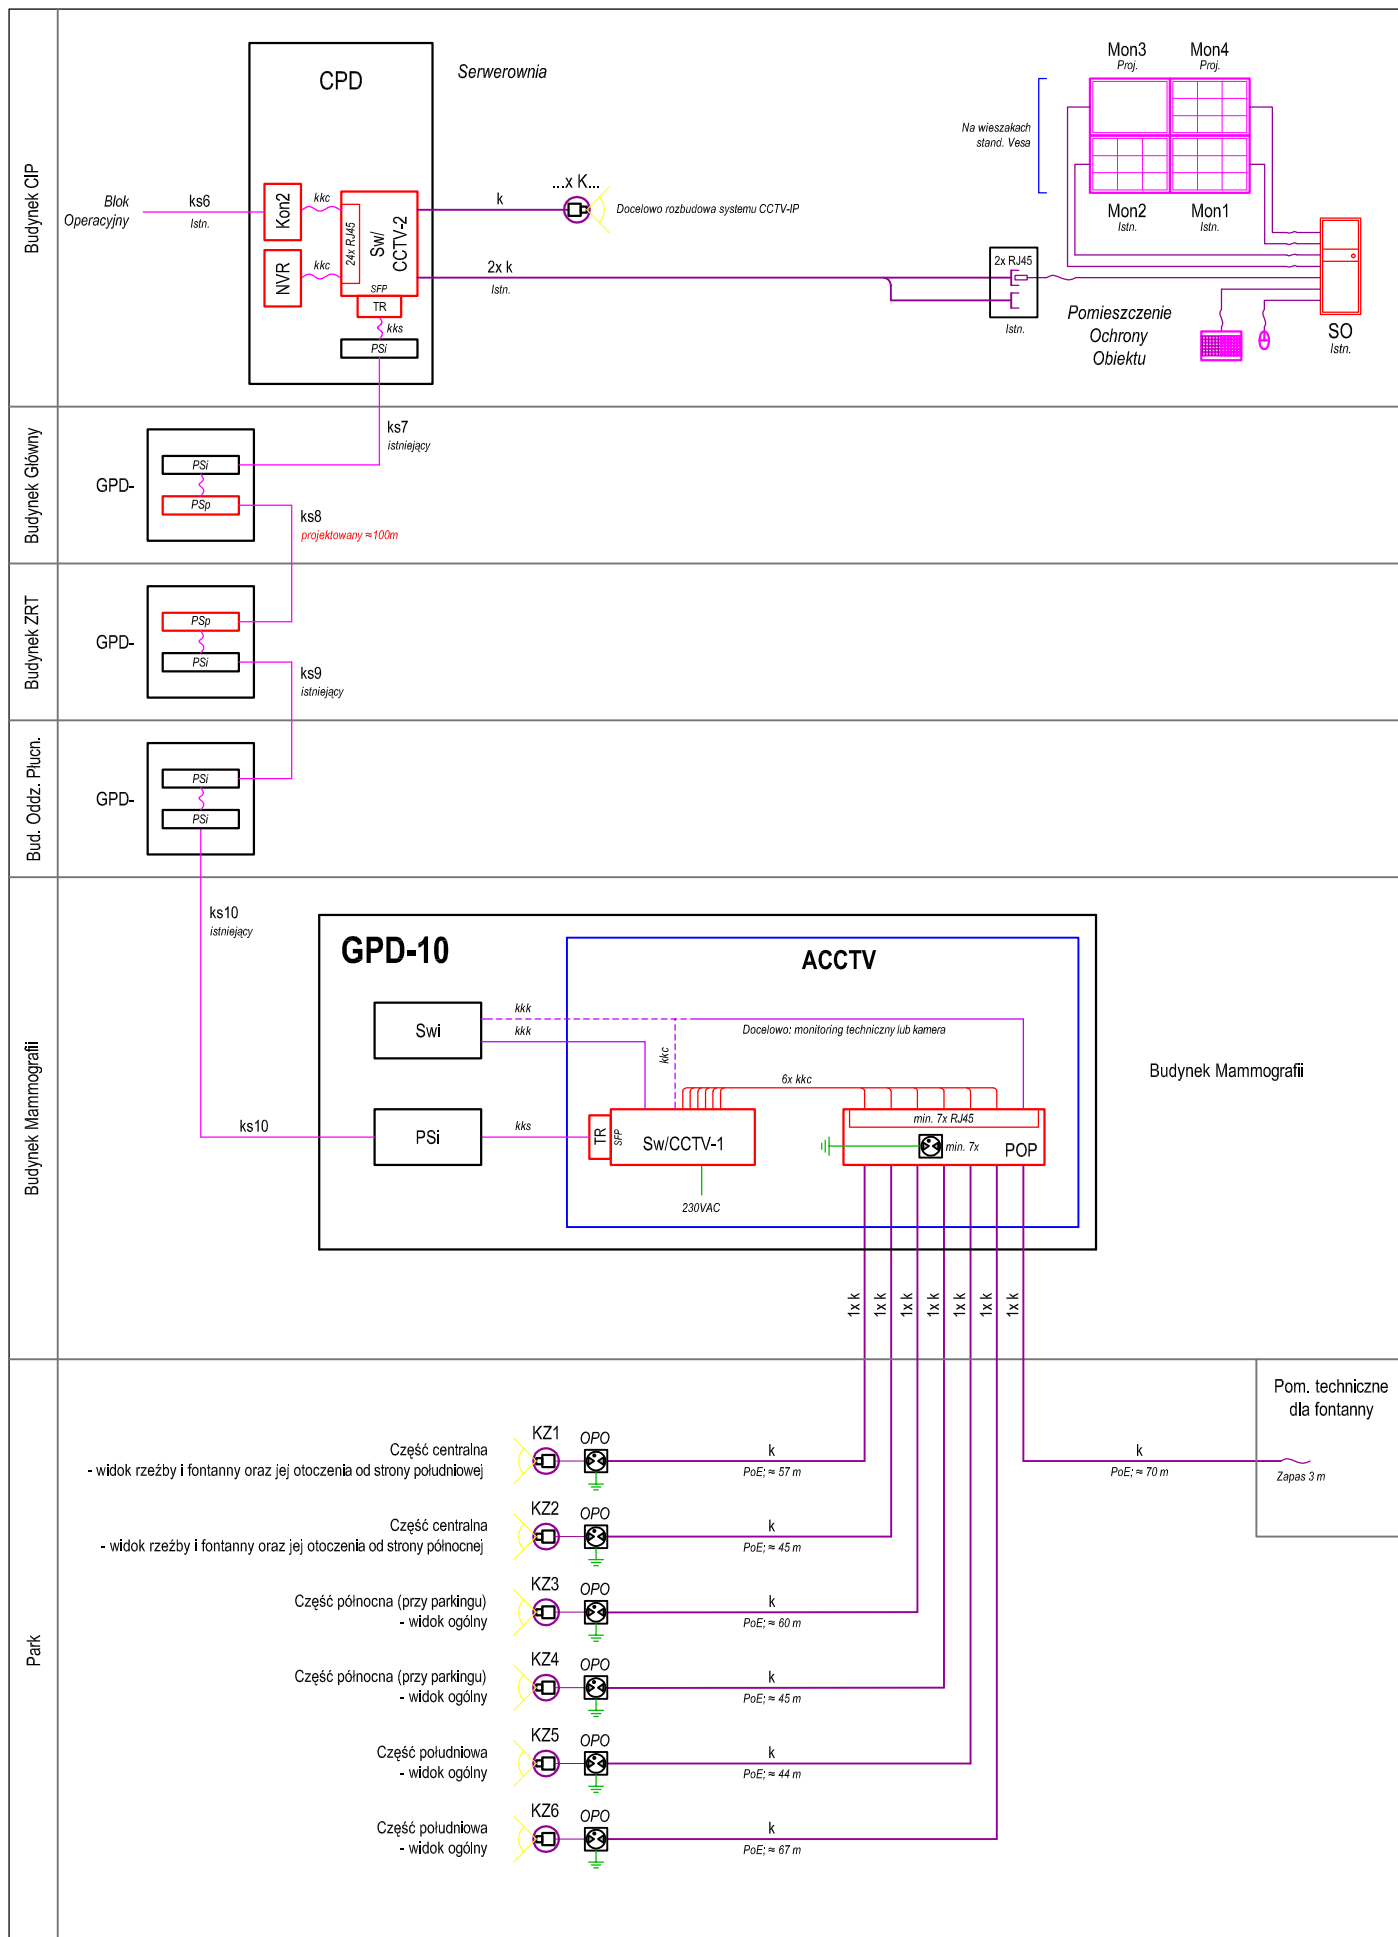 Budynek CIP
CPD
Serwerownia
Blok
Operacyjny
ks6
Istn.
Kon2
kkc
NVR
kkc
24x RJ45
Sw/
CCTV-2
SFP
TR
kks
PSi
k
...x K...
Docelowo rozbudowa systemu CCTV-IP
2x k
Istn.
2x RJ45
Istn.
Na wieszakach
stand. Vesa
Mon3
Proj.
Mon4
Proj.
Mon2
Istn.
Mon1
Istn.
Pomieszczenie
Ochrony
Obiektu
SO
Istn.
Budynek Główny
ks7
istniejący
GPD-
PSi
PSp
ks8
projektowany ≈100m
Budynek ZRT
GPD-
PSp
PSi
ks9
istniejący
Bud. Oddz. Płucn.
GPD-
PSi
PSi
Budynek Mammografii
ks10
istniejący
ks10
GPD-10
ACCTV
Swi
kkk
kkk
kkc
Docelowo: monitoring techniczny lub kamera
6x kkc
PSi
kks
TR
SFP
Sw/CCTV-1
230VAC
min. 7x RJ45
min. 7x
POP
Budynek Mammografii
1x k
1x k
1x k
1x k
1x k
1x k
1x k
Park
Pom. techniczne
dla fontanny
k
PoE; ≈ 70 m
Zapas 3 m
Część centralna
- widok rzeźby i fontanny oraz jej otoczenia od strony południowej
KZ1
OPO
k
PoE; ≈ 57 m
Część centralna
- widok rzeźby i fontanny oraz jej otoczenia od strony północnej
KZ2
OPO
k
PoE; ≈ 45 m
Część północna (przy parkingu)
- widok ogólny
KZ3
OPO
k
PoE; ≈ 60 m
Część północna (przy parkingu)
- widok ogólny
KZ4
OPO
k
PoE; ≈ 45 m
Część południowa
- widok ogólny
KZ5
OPO
k
PoE; ≈ 44 m
Część południowa
- widok ogólny
KZ6
OPO
k
PoE; ≈ 67 m